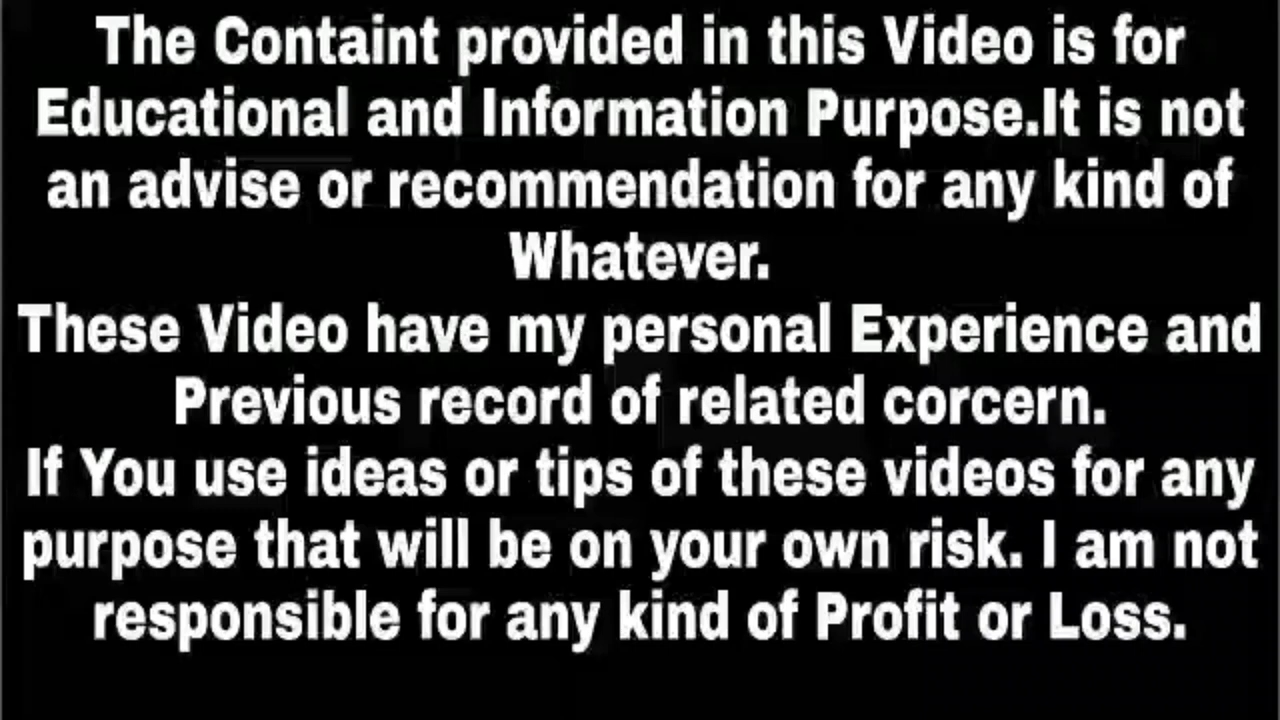 The Containt provided in this Video is for
Educational and Information Purpose.It is not
an advise or recommendation for any kind of
Whatever.
These Video have my personal Experience and
Previous record of related corcern.
If You use ideas or tips of these videos for any
purpose that will be on your own risk. I am not
responsible for any kind of Profit or Loss.